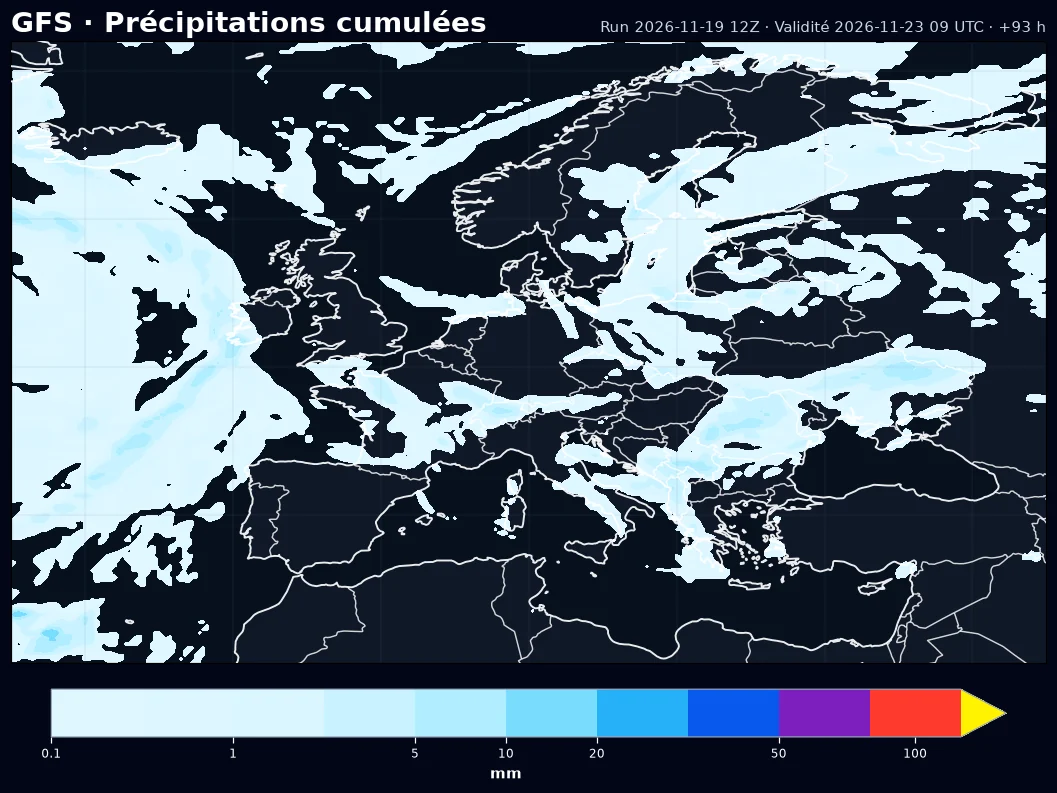 GFS · Précipitations cumulées
Run 2026-11-19 12Z · Validité 2026-11-23 09 UTC · +93 h
0.1 1 5 10 20 50 100
mm